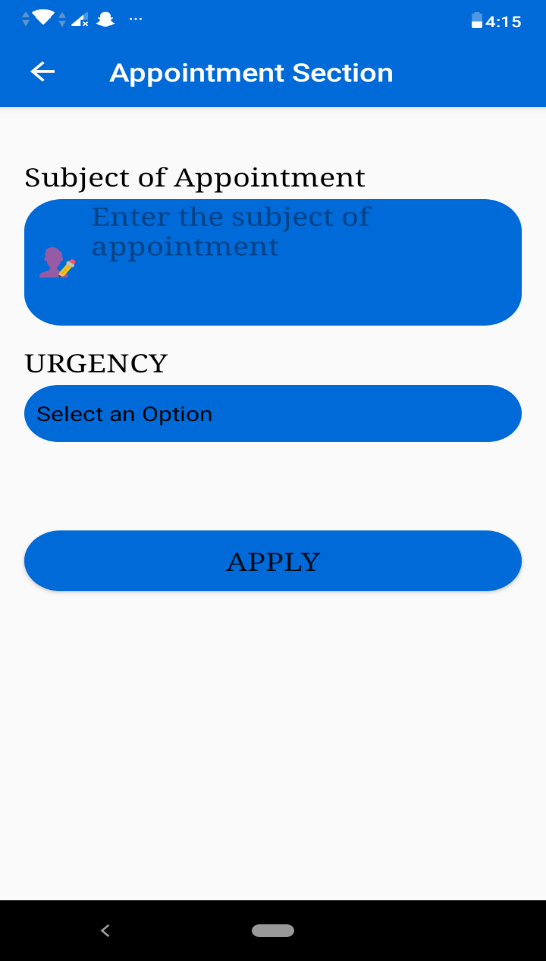 4:15
Appointment Section
Subject of Appointment
Enter the subject of
appointment
URGENCY
Select an Option
APPLY